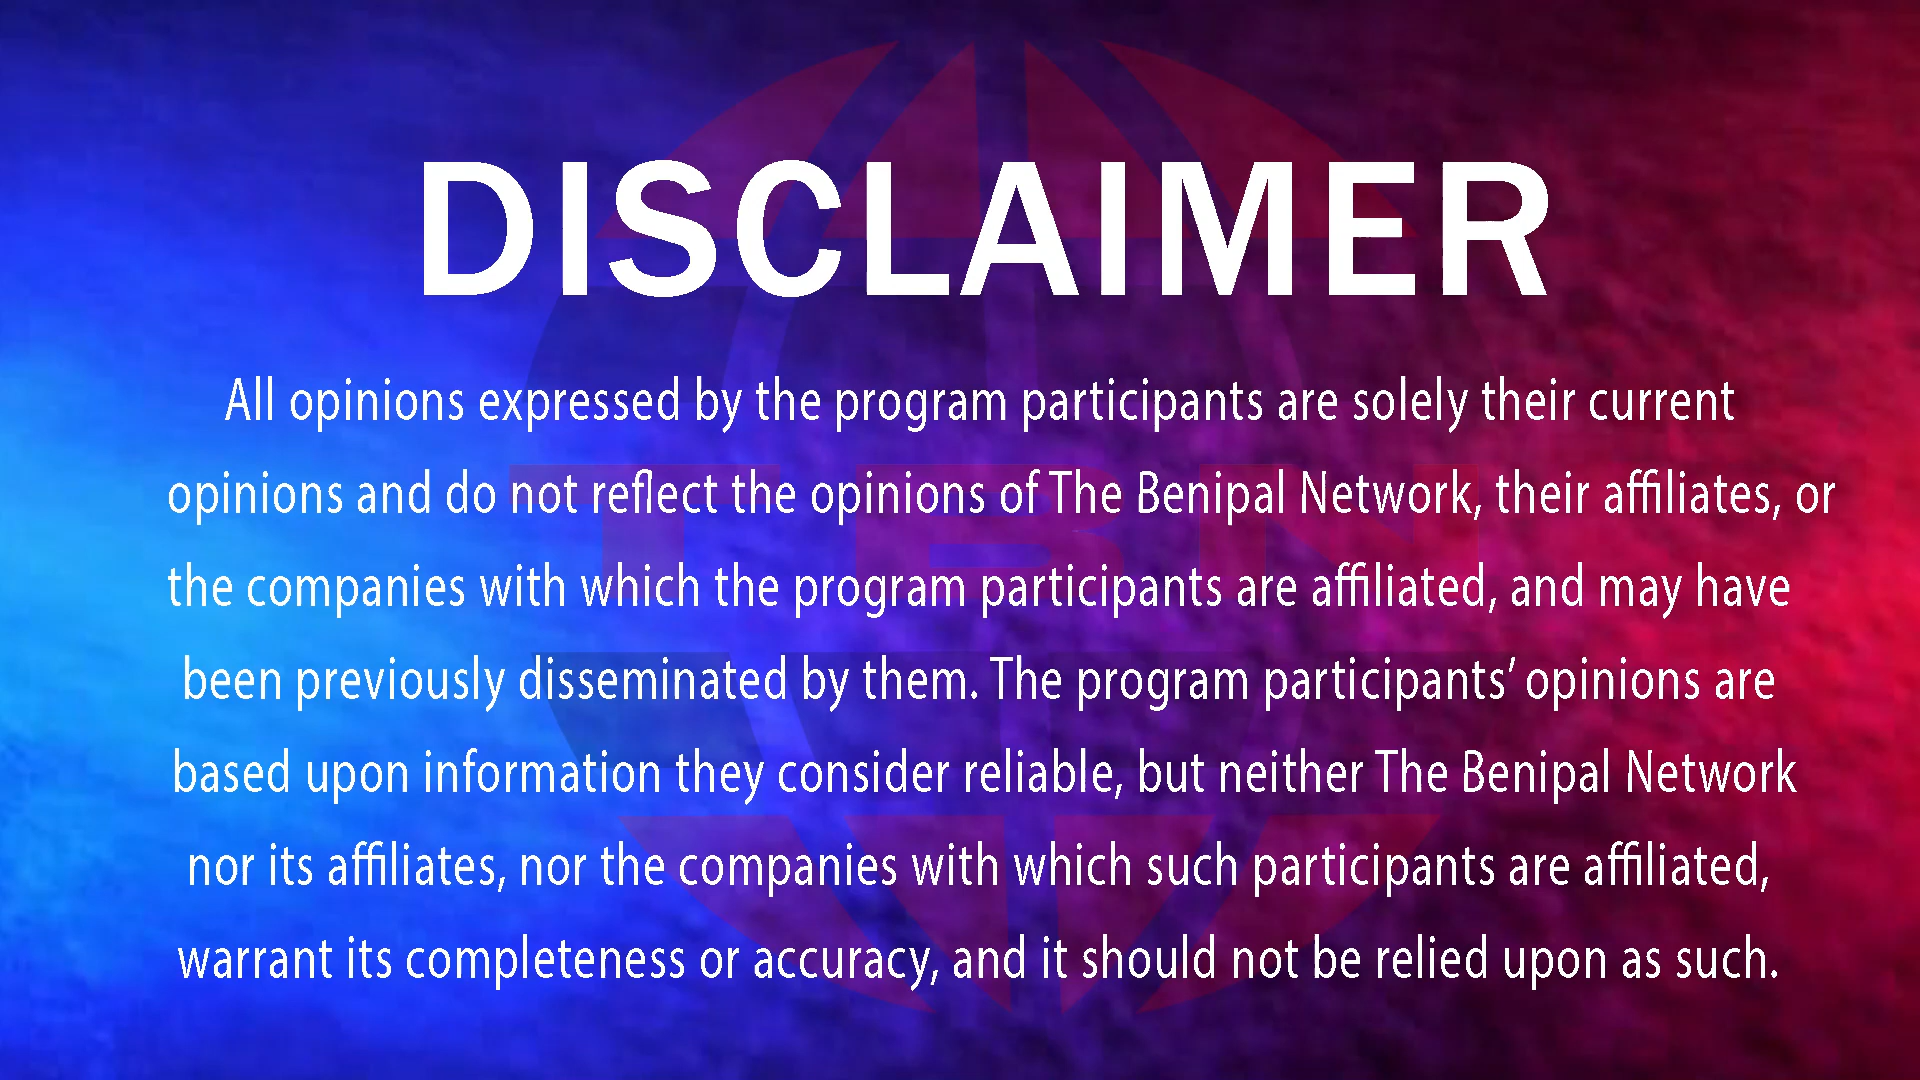 DISCLAIMER
All opinions expressed by the program participants are solely their current
opinions and do not reflect the opinions of The Benipal Network, their affiliates, or
the companies with which the program participants are affiliated, and may have
been previously disseminated by them. The program participants’ opinions are
based upon information they consider reliable, but neither The Benipal Network
nor its affiliates, nor the companies with which such participants are affiliated,
warrant its completeness or accuracy, and it should not be relied upon as such.
TBN